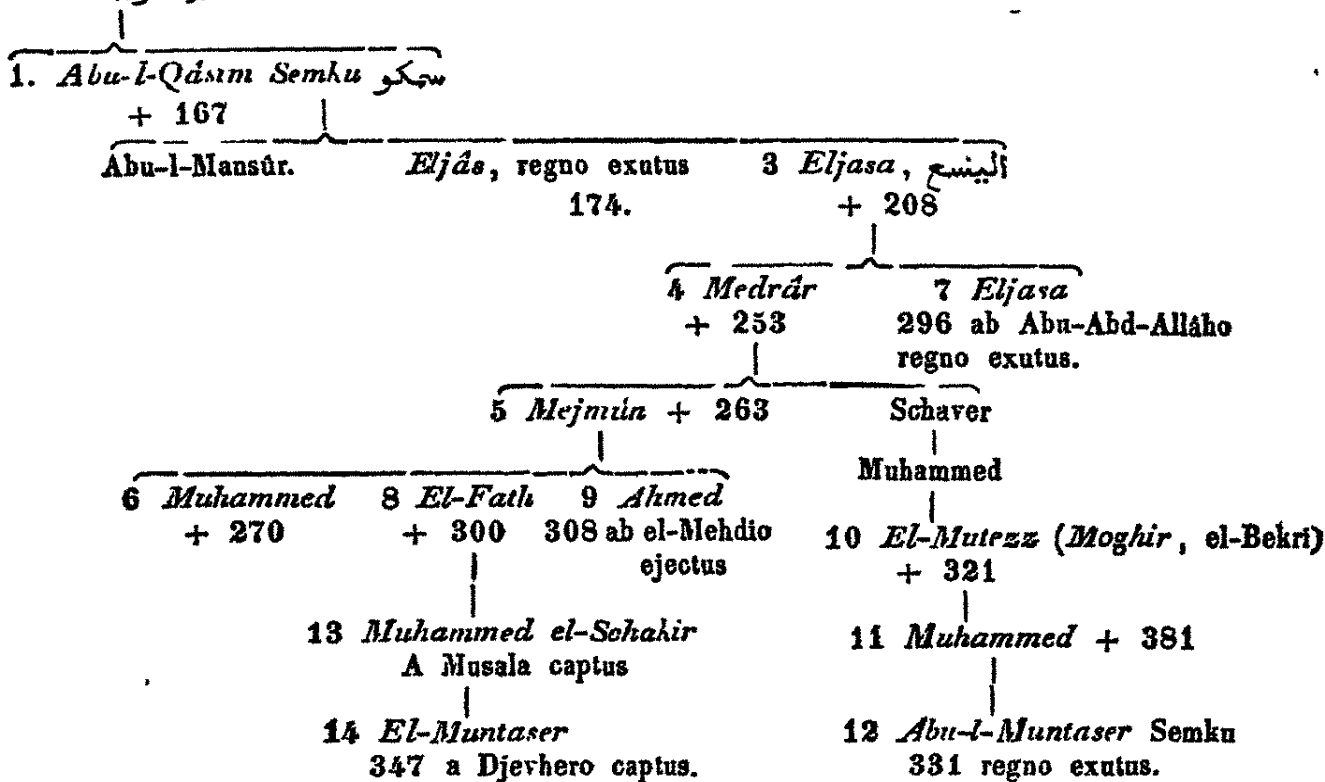 1. Abu-l-Qâsim Semku سمكو
+ 167
Abu-l-Mansûr. Eljâs, regno exutus 3 Eljasa, اليسع
174. + 208
4 Medrâr 7 Eljasa
+ 253 296 ab Abu-Abd-Allâho
regno exutus.
5 Mejmún + 263 Schaver
Muhammed
6 Muhammed 8 El-Fath 9 Ahmed
+ 270 + 300 308 ab el-Mehdio
ejectus
10 El-Mutezz (Moghir, el-Bekri)
+ 321
13 Muhammed el-Schakir 11 Muhammed + 381
A Musala captus
14 El-Muntaser 12 Abu-l-Muntaser Semku
347 a Djevhero captus. 331 regno exutus.